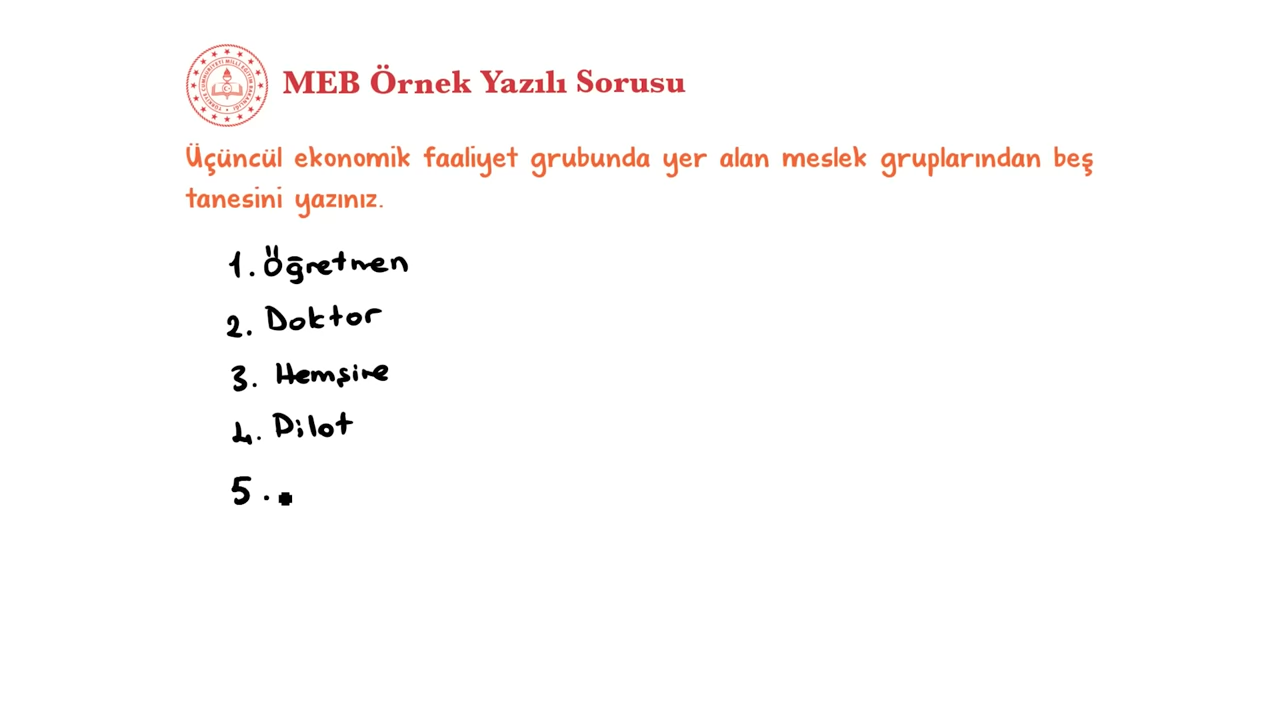 MEB Örnek Yazılı Sorusu
Üçüncül ekonomik faaliyet grubunda yer alan meslek gruplarından beş
tanesini yazınız.
1. Öğretmen
2. Doktor
3. Hemşire
4. Pilot
5.